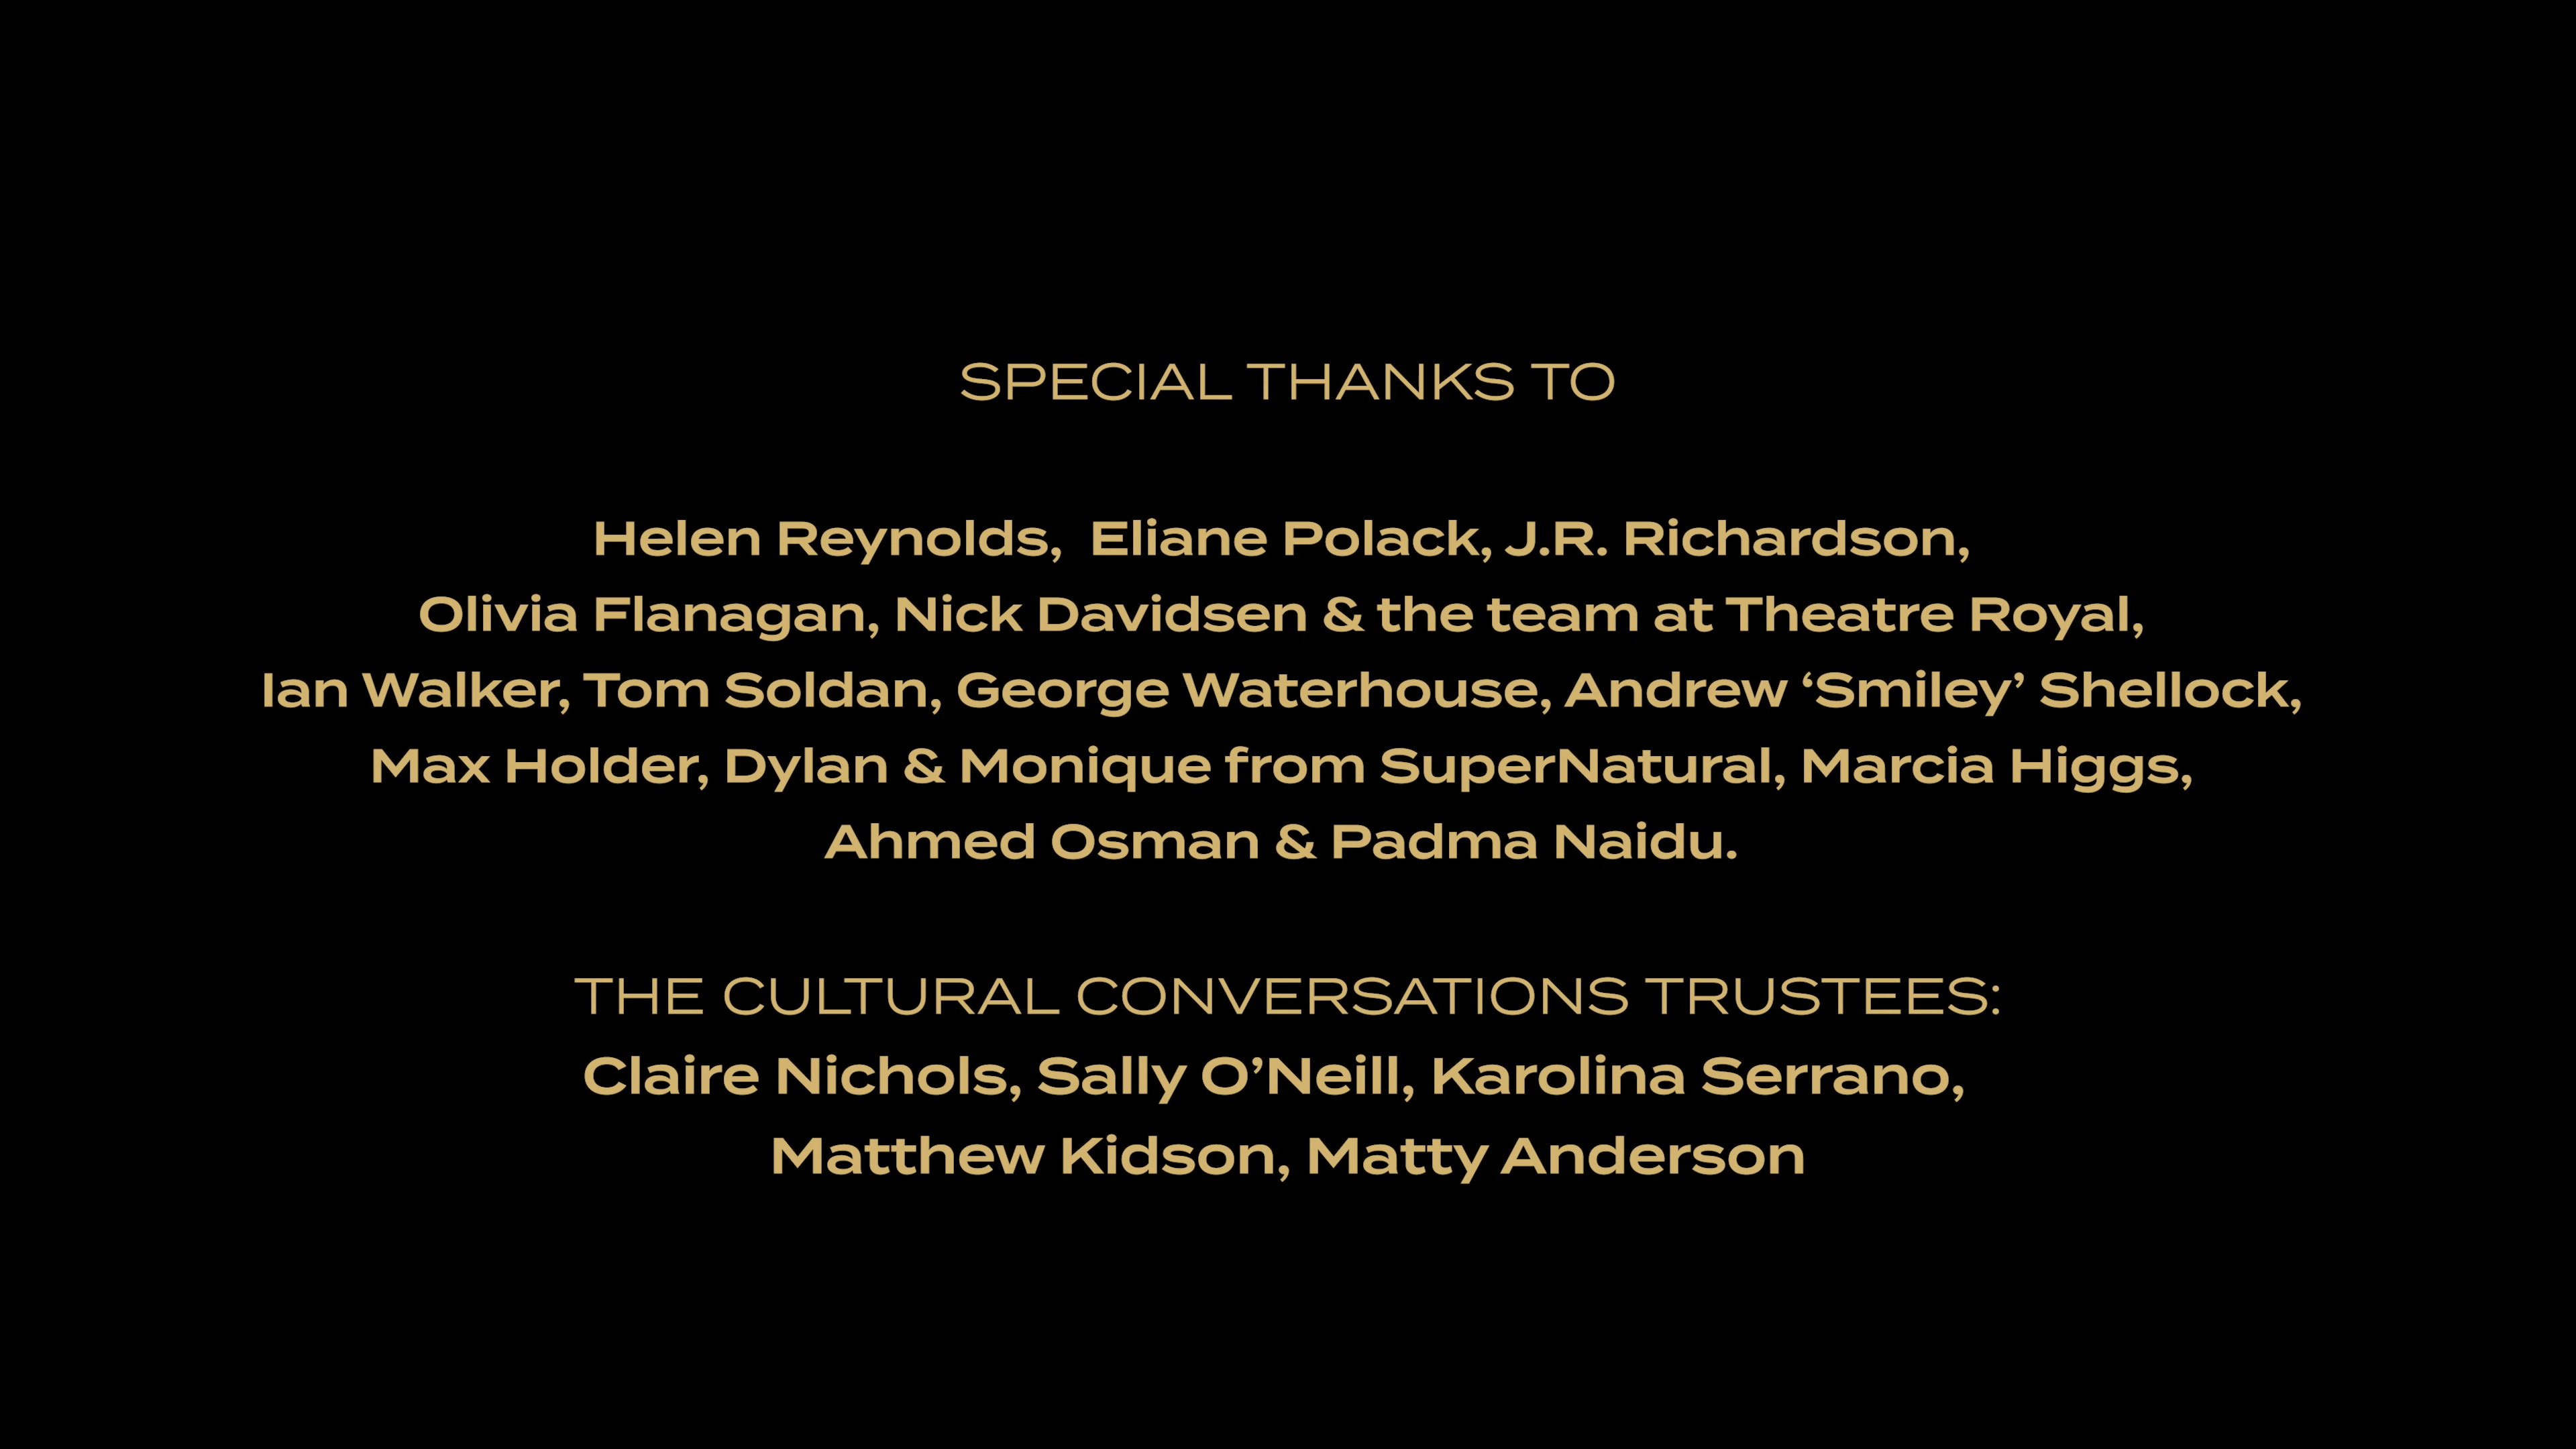 SPECIAL THANKS TO
Helen Reynolds,  Eliane Polack, J.R. Richardson,
Olivia Flanagan, Nick Davidsen & the team at Theatre Royal,
Ian Walker, Tom Soldan, George Waterhouse, Andrew ‘Smiley’ Shellock,
Max Holder, Dylan & Monique from SuperNatural, Marcia Higgs,
Ahmed Osman & Padma Naidu.
THE CULTURAL CONVERSATIONS TRUSTEES:
Claire Nichols, Sally O’Neill, Karolina Serrano,
Matthew Kidson, Matty Anderson